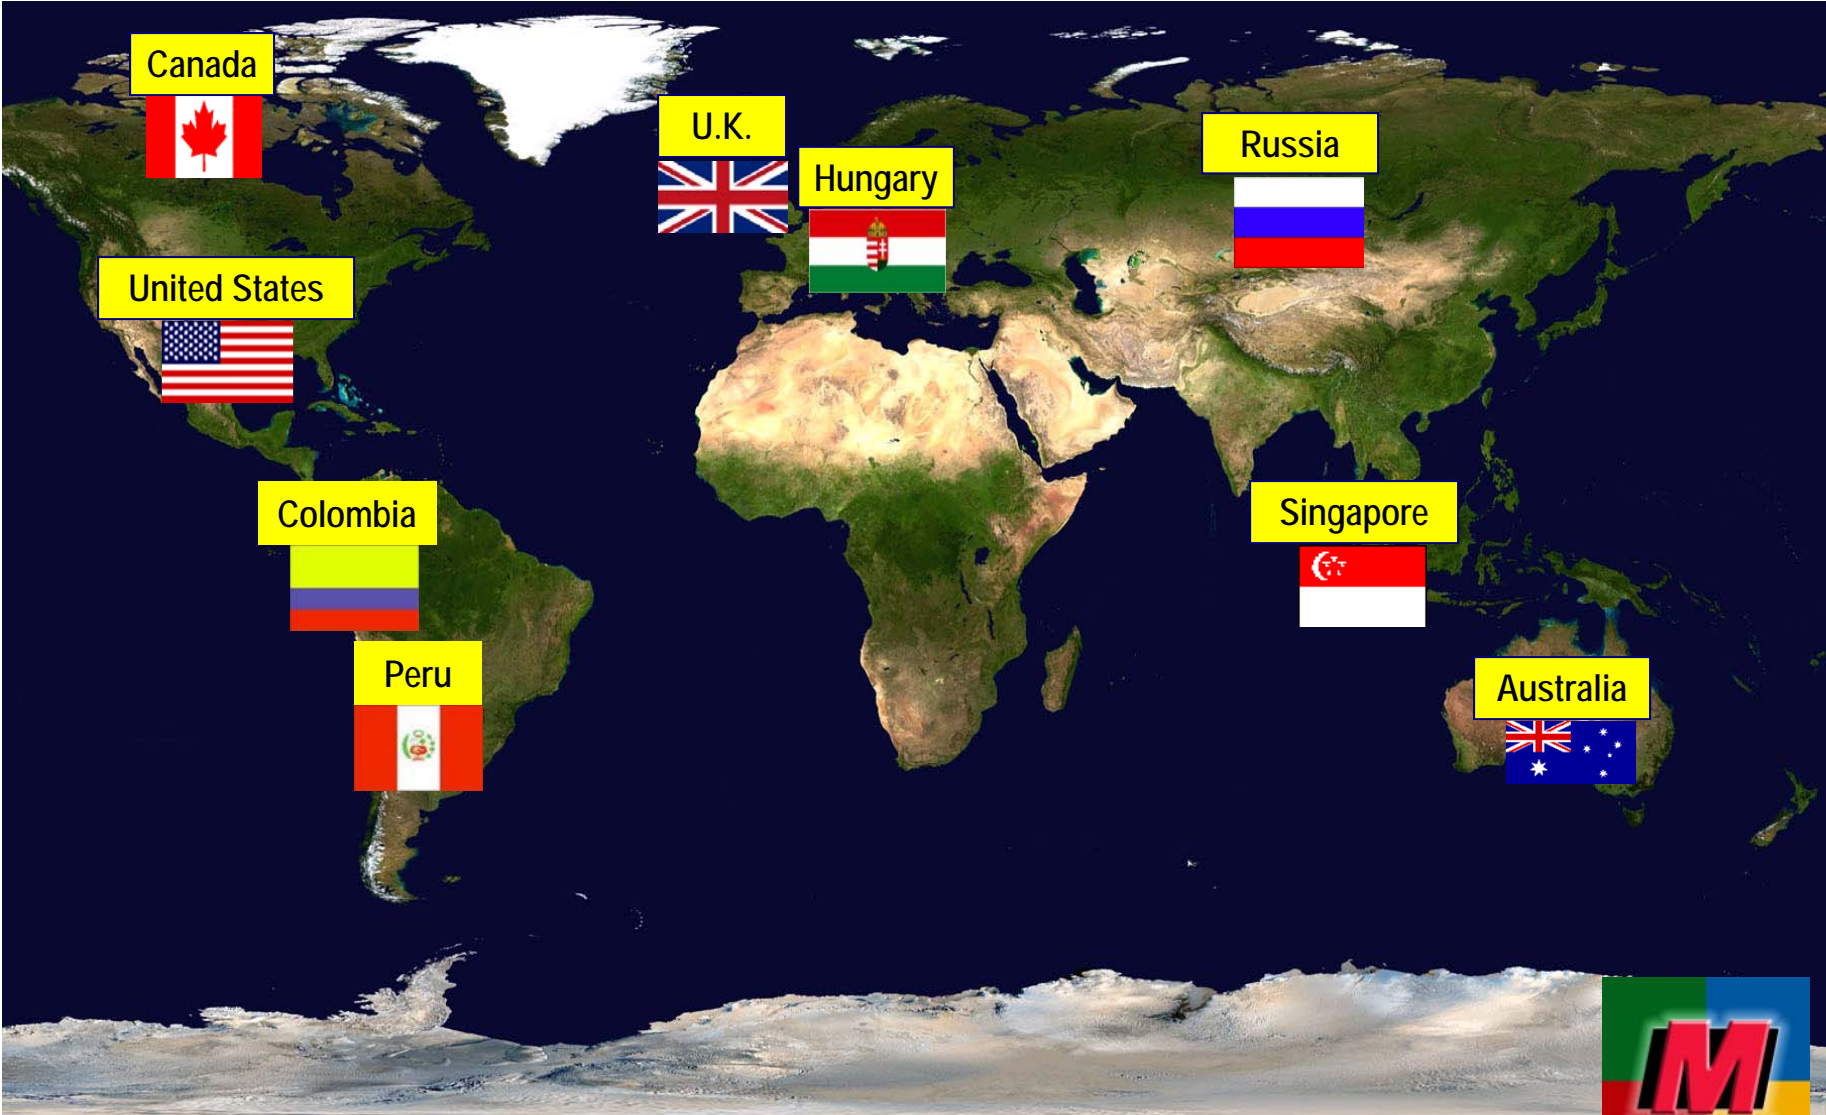 Canada
U.K.
Russia
Hungary
United States
Colombia
Singapore
Peru
Australia
M